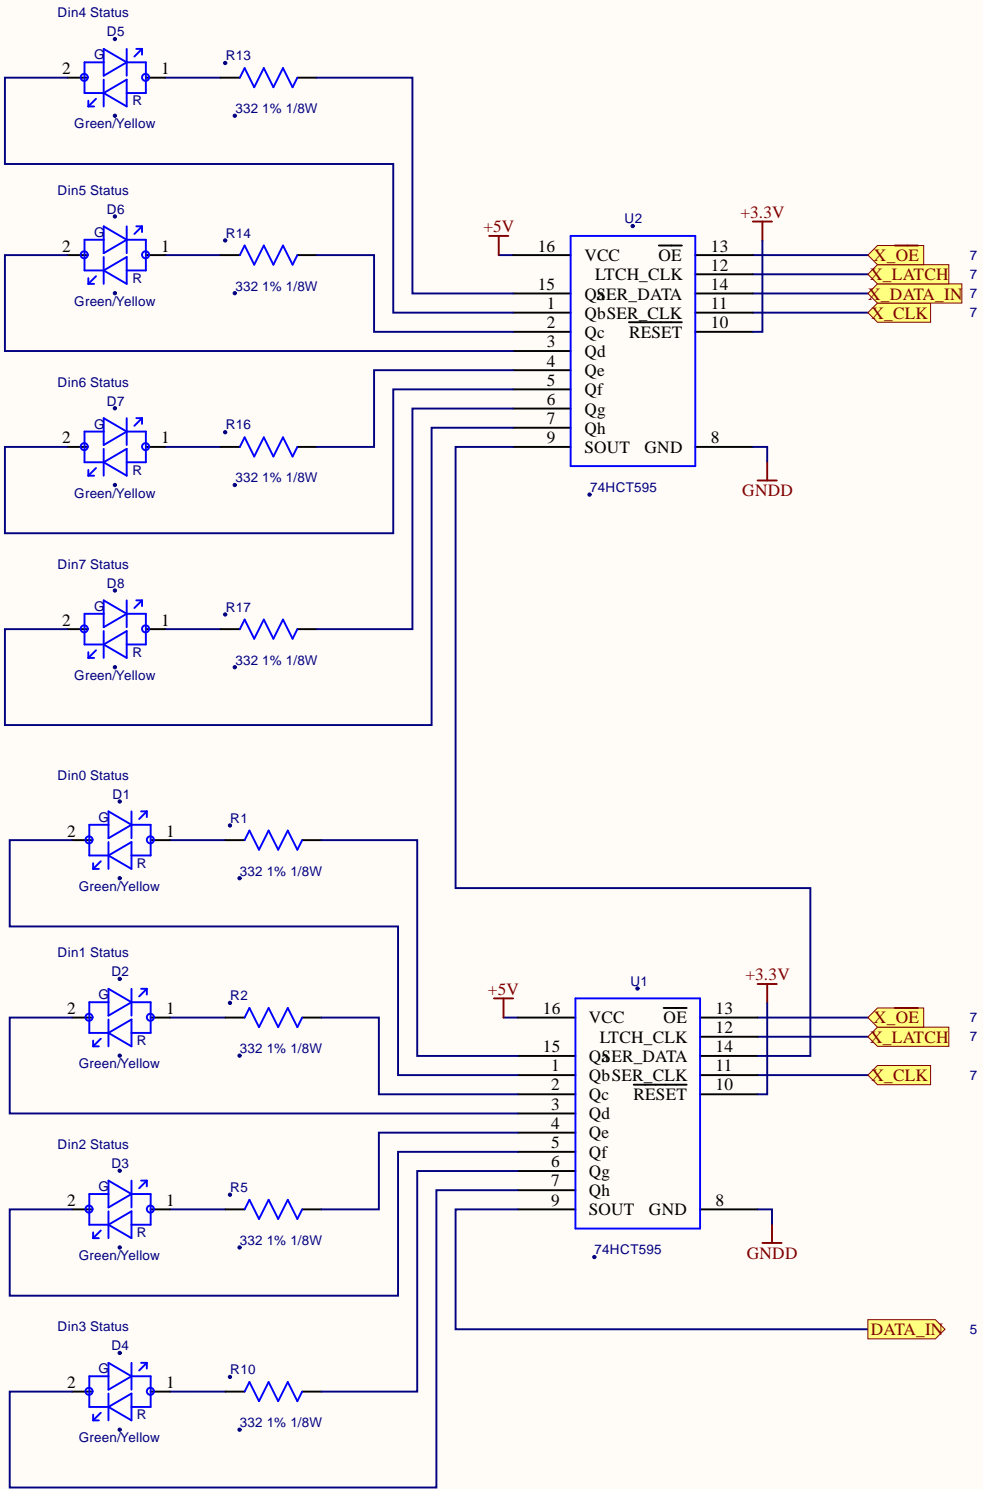 Din4 Status
D5
G
2
1
R
Green/Yellow
R13
332 1% 1/8W
Din5 Status
D6
G
2
1
R
Green/Yellow
R14
332 1% 1/8W
Din6 Status
D7
G
2
1
R
Green/Yellow
R16
332 1% 1/8W
Din7 Status
D8
G
2
1
R
Green/Yellow
R17
332 1% 1/8W
U2
+5V
+3.3V
16 VCC OE 13 X_OE 7
LTCH_CLK 12 X_LATCH 7
15 Qa SER_DATA 14 X_DATA_IN 7
1 Qb SER_CLK 11 X_CLK 7
2 Qc RESET 10
3 Qd
4 Qe
5 Qf
6 Qg
7 Qh
9 SOUT GND 8
74HCT595
GNDD
Din0 Status
D1
G
2
1
R
Green/Yellow
R1
332 1% 1/8W
Din1 Status
D2
G
2
1
R
Green/Yellow
R2
332 1% 1/8W
Din2 Status
D3
G
2
1
R
Green/Yellow
R5
332 1% 1/8W
Din3 Status
D4
G
2
1
R
Green/Yellow
R10
332 1% 1/8W
U1
+5V
+3.3V
16 VCC OE 13 X_OE 7
LTCH_CLK 12 X_LATCH 7
15 Qa SER_DATA 14
1 Qb SER_CLK 11 X_CLK 7
2 Qc RESET 10
3 Qd
4 Qe
5 Qf
6 Qg
7 Qh
9 SOUT GND 8
74HCT595
GNDD
DATA_IN 5